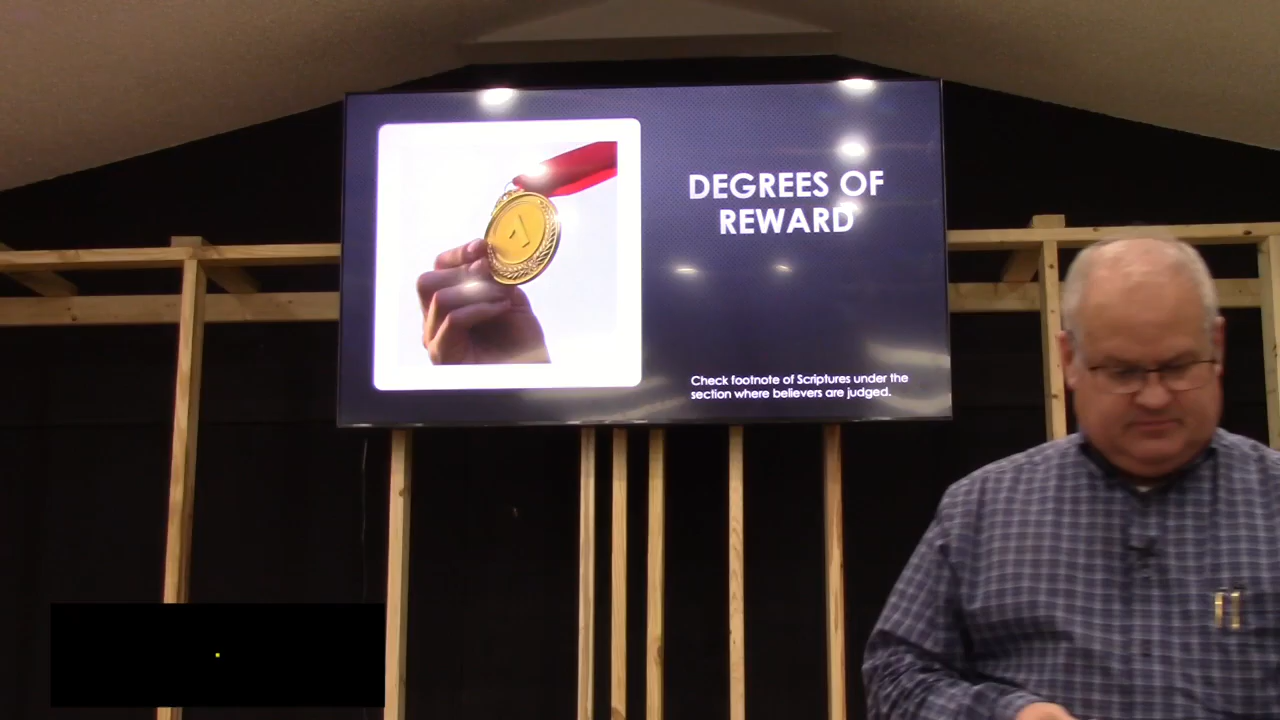 DEGREES OF
REWARD
Check footnote of Scriptures under the
section where believers are judged.